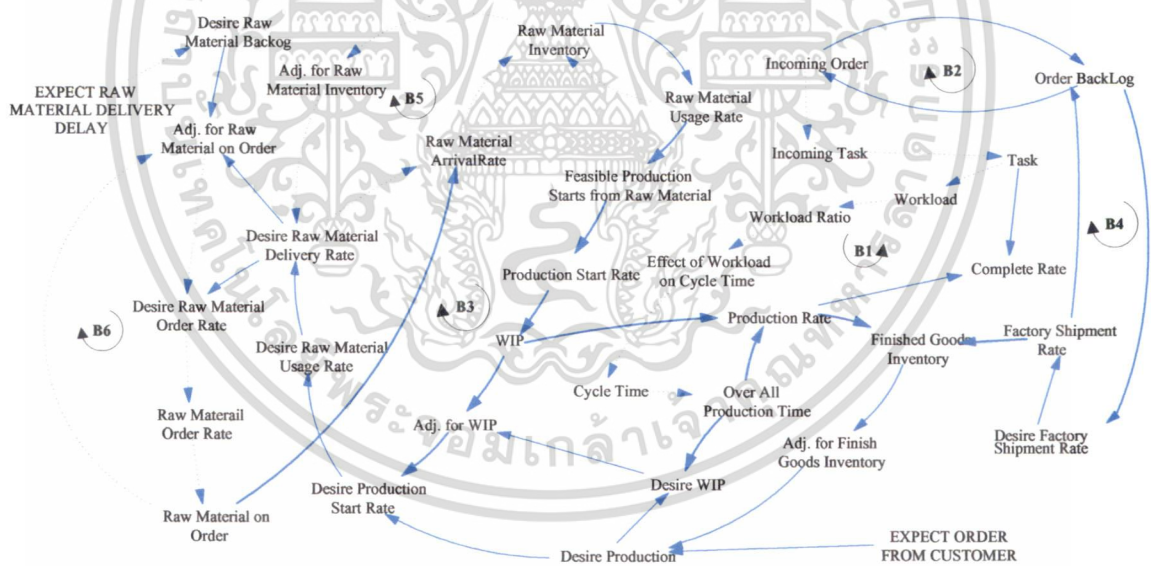 Desire Raw
Material Backog
Adj. for Raw
Material Inventory
B5
Raw Material
Inventory
Incoming Order
B2
Order BackLog
EXPECT RAW
MATERIAL DELIVERY
DELAY
Adj. for Raw
Material on Order
Raw Material
ArrivalRate
Raw Material
Usage Rate
Incoming Task
Task
Feasible Production
Starts from Raw Material
Workload
Workload Ratio
B4
Desire Raw Material
Delivery Rate
Effect of Workload
on Cycle Time
B1
Production Start Rate
Complete Rate
Desire Raw Material
Order Rate
B3
Production Rate
B6
WIP
Finished Goods
Inventory
Factory Shipment
Rate
Desire Raw Material
Usage Rate
Cycle Time
Over All
Production Time
Raw Materail
Order Rate
Adj. for WIP
Adj. for Finish
Goods Inventory
Desire Factory
Shipment Rate
Desire Production
Start Rate
Desire WIP
Raw Material on
Order
Desire Production
EXPECT ORDER
FROM CUSTOMER